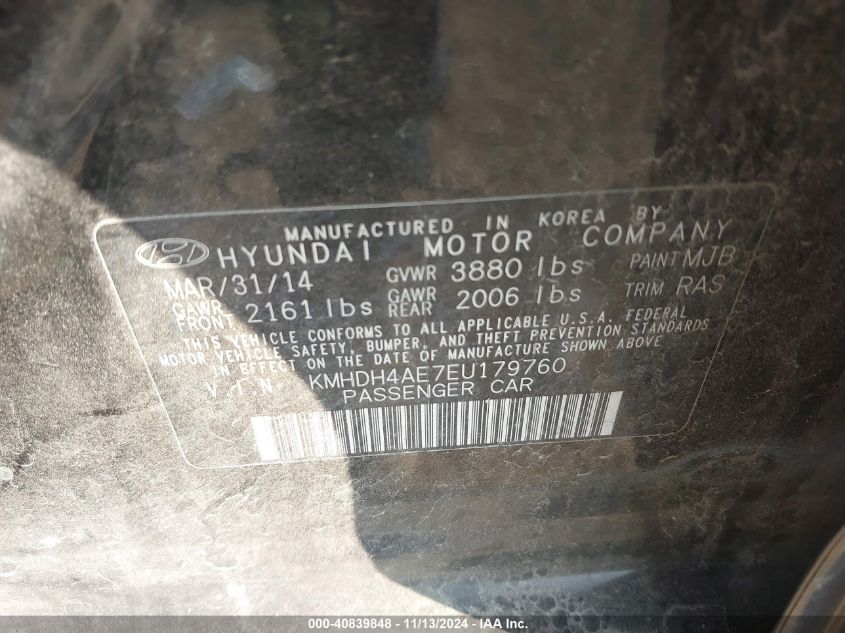 MANUFACTURED IN KOREA BY
HYUNDAI MOTOR COMPANY
MAR/31/14 GVWR 3880 lbs PAINT MJB
GAWR FRONT 2161 lbs GAWR REAR 2006 lbs TRIM RAS
THIS VEHICLE CONFORMS TO ALL APPLICABLE U.S.A. FEDERAL
MOTOR VEHICLE SAFETY, BUMPER, AND THEFT PREVENTION STANDARDS
IN EFFECT ON THE DATE OF MANUFACTURE SHOWN ABOVE
V I N KMHDH4AE7EU179760
PASSENGER CAR
000-40839848 - 11/13/2024 - IAAI Inc.